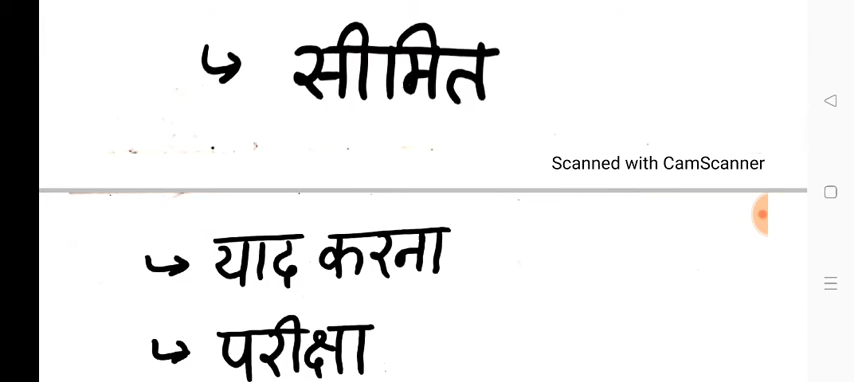 ↳ सीमित
Scanned with CamScanner
↳ याद करना
↳ परीक्षा